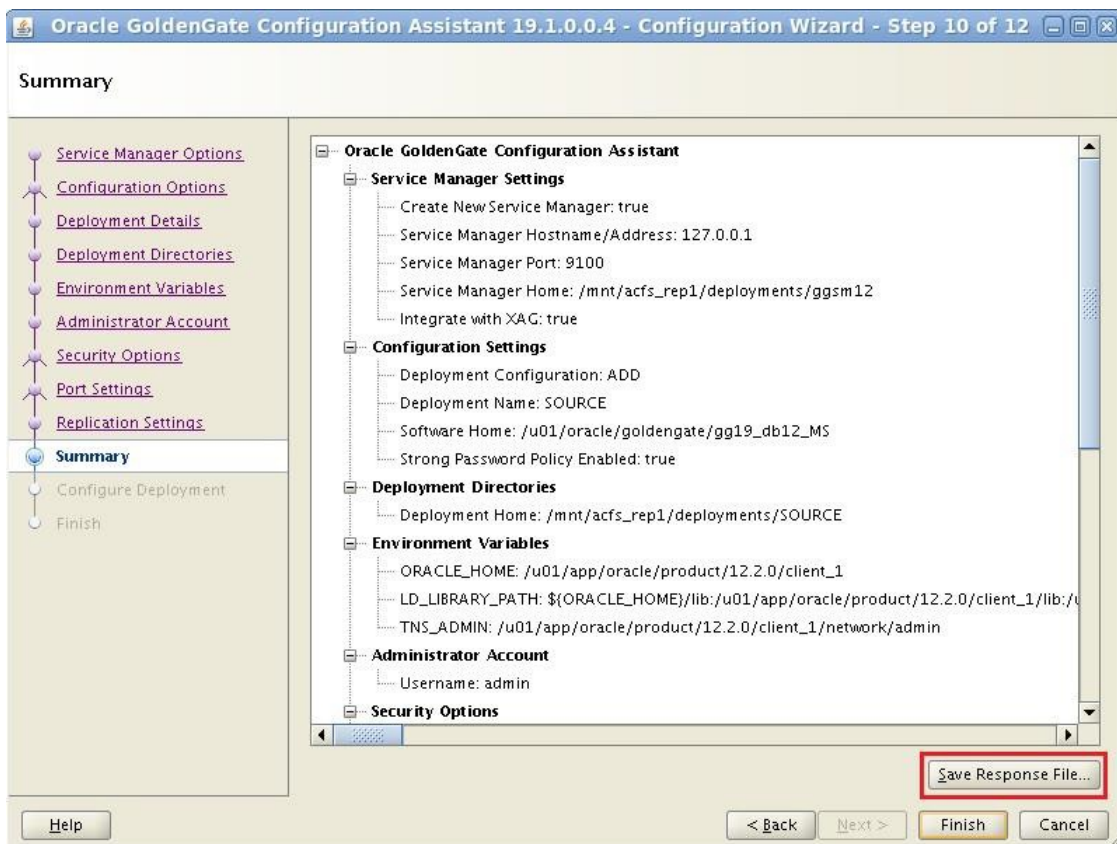 Oracle GoldenGate Configuration Assistant 19.1.0.0.4 - Configuration Wizard - Step 10 of 12
Summary
Service Manager Options
Configuration Options
Deployment Details
Deployment Directories
Environment Variables
Administrator Account
Security Options
Port Settings
Replication Settings
Summary
Configure Deployment
Finish
Oracle GoldenGate Configuration Assistant
Service Manager Settings
Create New Service Manager: true
Service Manager Hostname/Address: 127.0.0.1
Service Manager Port: 9100
Service Manager Home: /mnt/acfs_rep1/deployments/ggsm12
Integrate with XAG: true
Configuration Settings
Deployment Configuration: ADD
Deployment Name: SOURCE
Software Home: /u01/oracle/goldengate/gg19_db12_MS
Strong Password Policy Enabled: true
Deployment Directories
Deployment Home: /mnt/acfs_rep1/deployments/SOURCE
Environment Variables
ORACLE_HOME: /u01/app/oracle/product/12.2.0/client_1
LD_LIBRARY_PATH: ${ORACLE_HOME}/lib:/u01/app/oracle/product/12.2.0/client_1/lib:/u
TNS_ADMIN: /u01/app/oracle/product/12.2.0/client_1/network/admin
Administrator Account
Username: admin
Security Options
Save Response File...
Help
< Back
Next >
Finish
Cancel